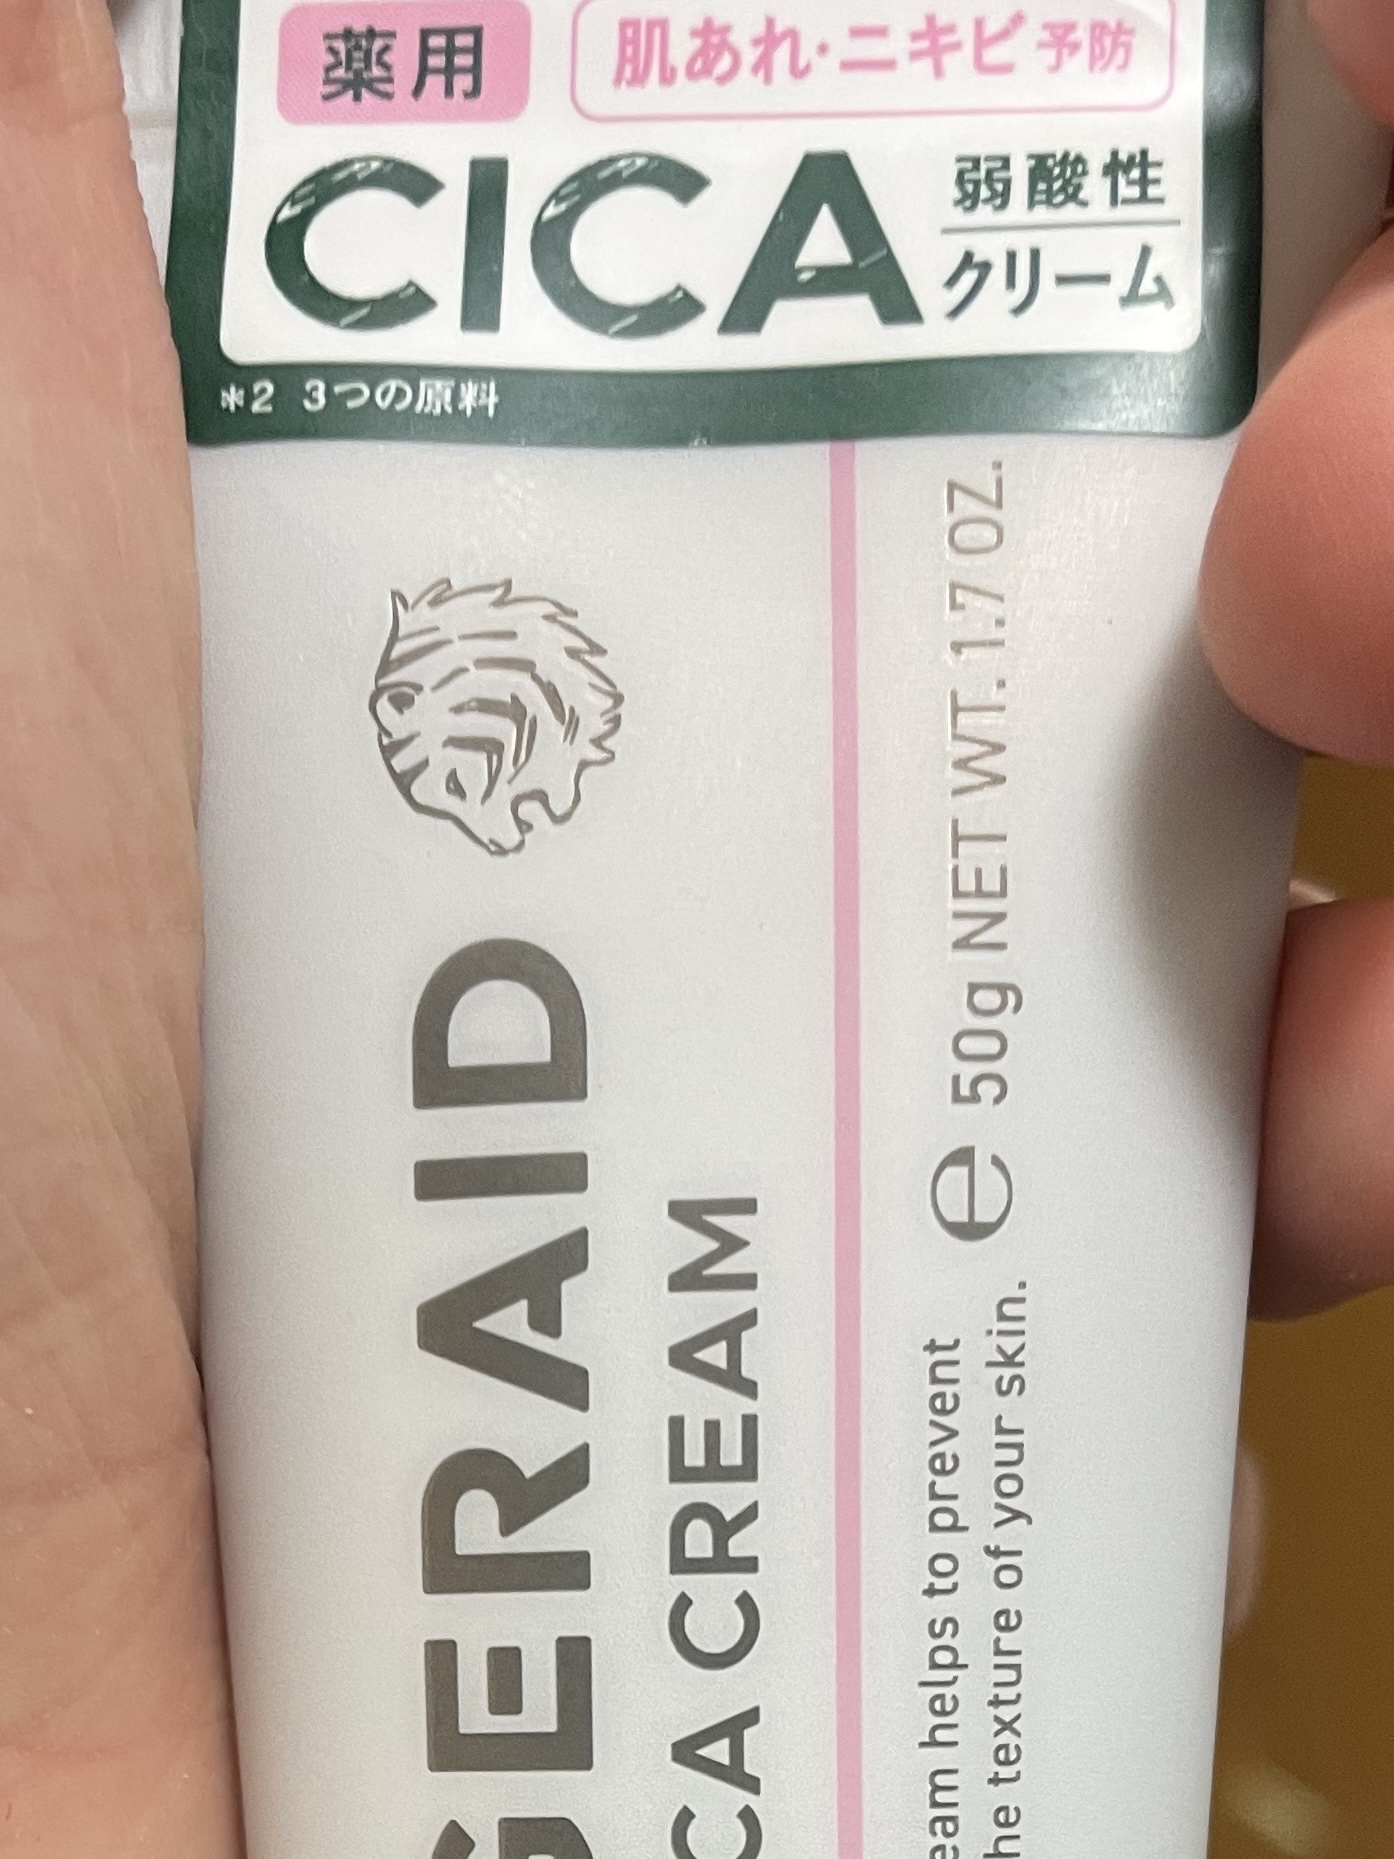 薬用
肌あれ・ニキビ予防
CICA
弱酸性
クリーム
*2 3つの原料
GERAID
CA CREAM
eam helps to prevent
he texture of your skin.
℮ 50g NET WT. 1.7 OZ.